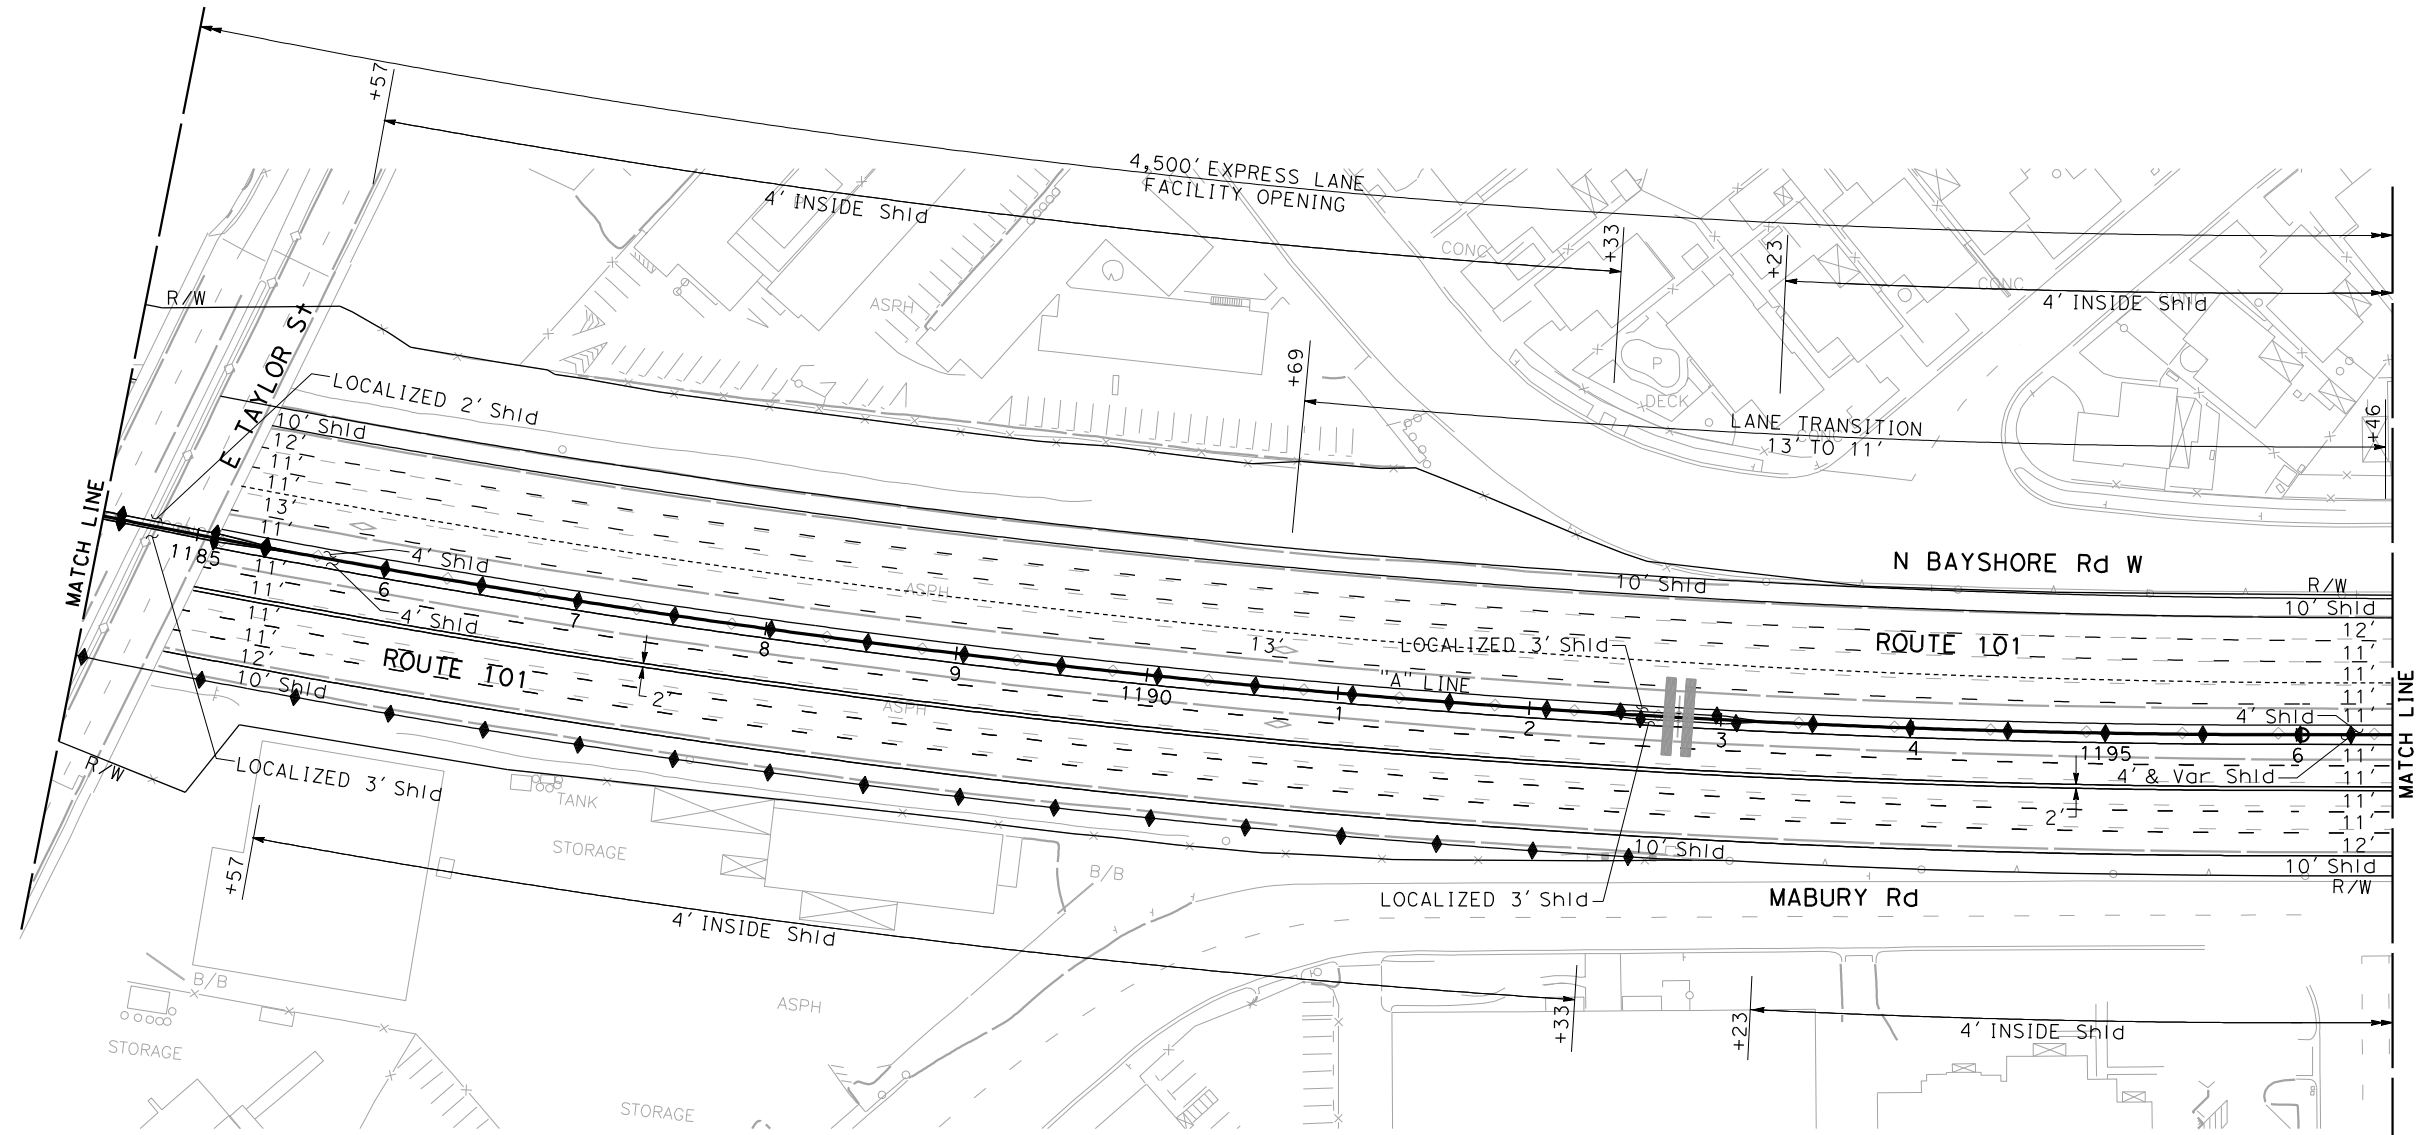 +57
4,500' EXPRESS LANE
FACILITY OPENING
4' INSIDE Shld
+33
+23
4' INSIDE Shld
CONC
CONC
CONC
R/W
ASPH
E TAYLOR St
+69
P
DECK
LOCALIZED 2' Shld
LANE TRANSITION
13' TO 11'
CONC
+46
10' Shld
12'
11'
11'
13'
11'
MATCH LINE
1185
4' Shld
11'
11'
11'
11'
12'
6
4' Shld
7
ASPH
8
9
1190
1
2
3
4
1195
6
N BAYSHORE Rd W
10' Shld
R/W
10' Shld
12'
11'
11'
11'
11'
ROUTE 101
13'
LOCALIZED 3' Shld
ROUTE 101
"A" LINE
2'
ASPH
4' Shld
11'
4' & Var Shld
11'
11'
11'
12'
2'
MATCH LINE
10' Shld
R/W
LOCALIZED 3' Shld
TANK
STORAGE
B/B
10' Shld
10' Shld
R/W
LOCALIZED 3' Shld
MABURY Rd
+57
4' INSIDE Shld
B/B
ASPH
+33
+23
4' INSIDE Shld
STORAGE
STORAGE